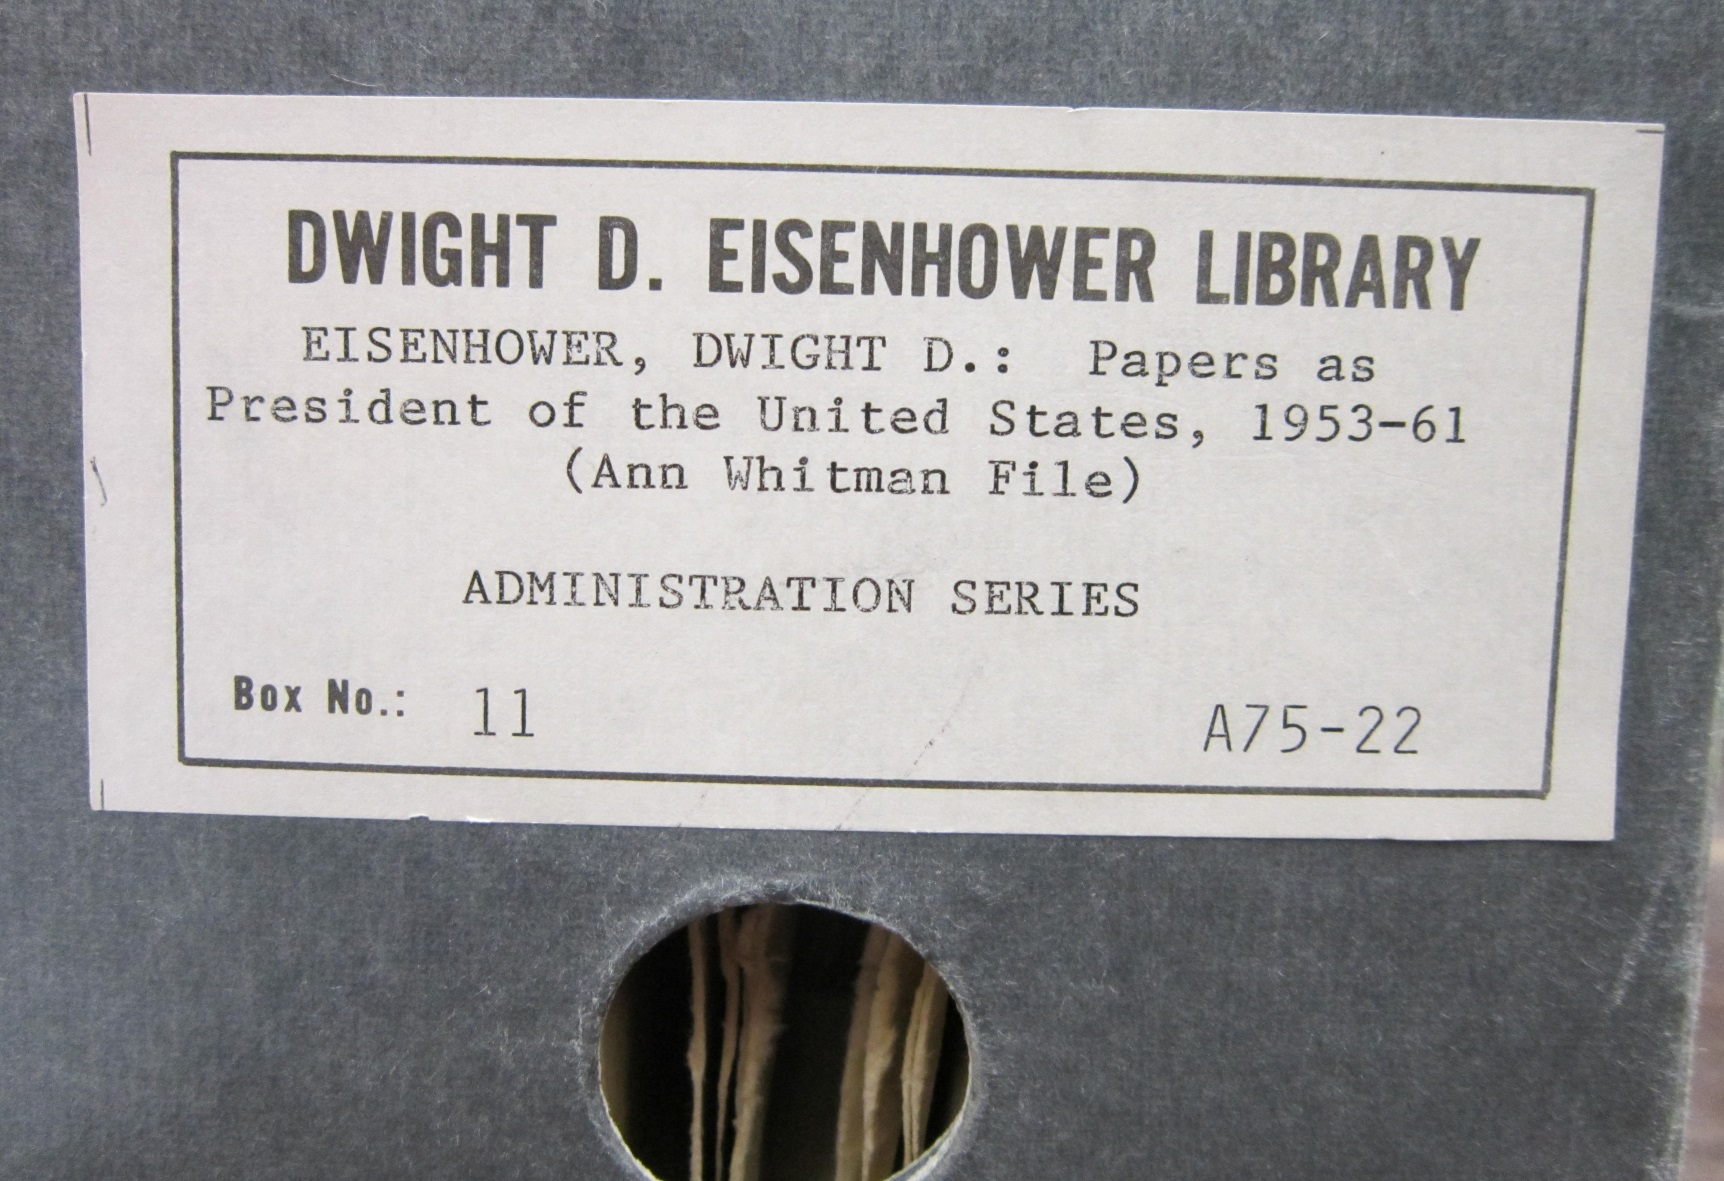 DWIGHT D. EISENHOWER LIBRARY
EISENHOWER, DWIGHT D.: Papers as
President of the United States, 1953-61
(Ann Whitman File)
ADMINISTRATION SERIES
Box No.: 11 A75-22